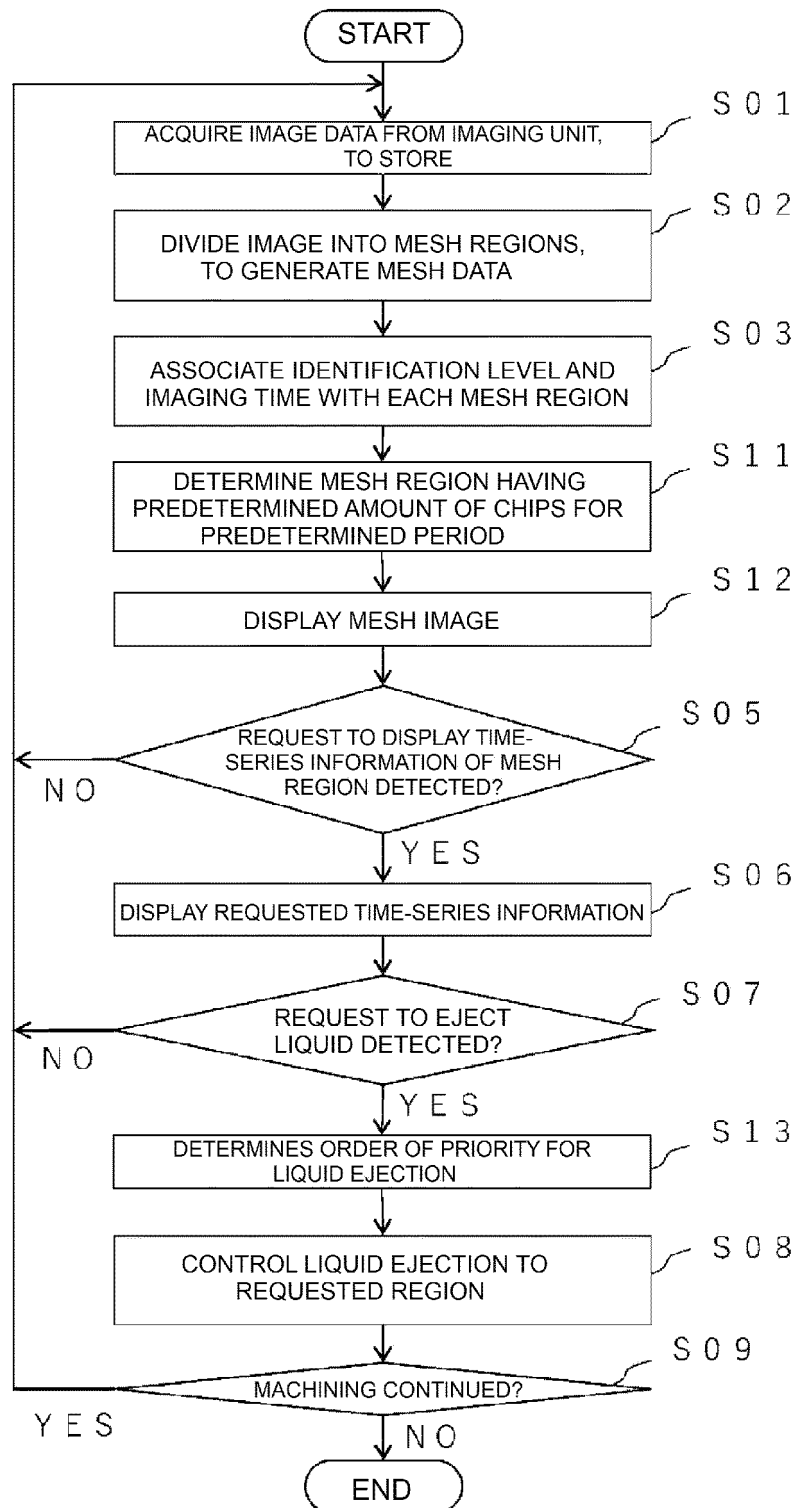 START
S01
ACQUIRE IMAGE DATA FROM IMAGING UNIT,
TO STORE
S02
DIVIDE IMAGE INTO MESH REGIONS,
TO GENERATE MESH DATA
S03
ASSOCIATE IDENTIFICATION LEVEL AND
IMAGING TIME WITH EACH MESH REGION
S11
DETERMINE MESH REGION HAVING
PREDETERMINED AMOUNT OF CHIPS FOR
PREDETERMINED PERIOD
S12
DISPLAY MESH IMAGE
S05
REQUEST TO DISPLAY TIME-
SERIES INFORMATION OF MESH
REGION DETECTED?
NO
YES
S06
DISPLAY REQUESTED TIME-SERIES INFORMATION
S07
REQUEST TO EJECT
LIQUID DETECTED?
NO
YES
S13
DETERMINES ORDER OF PRIORITY FOR
LIQUID EJECTION
S08
CONTROL LIQUID EJECTION TO
REQUESTED REGION
S09
MACHINING CONTINUED?
YES
NO
END